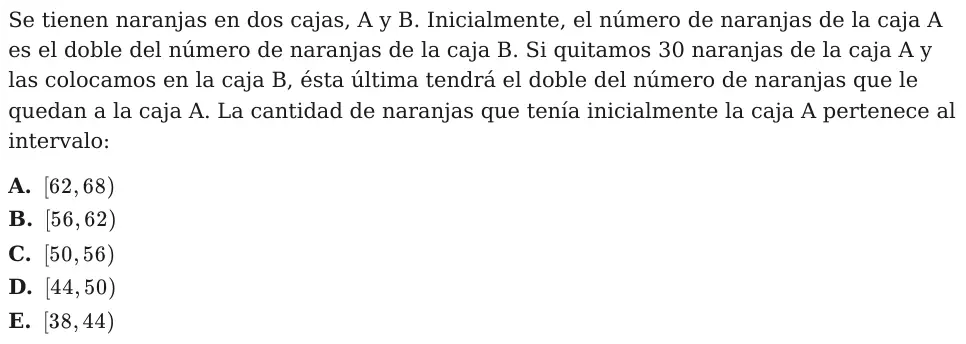 Se tienen naranjas en dos cajas, A y B. Inicialmente, el número de naranjas de la caja A
es el doble del número de naranjas de la caja B. Si quitamos 30 naranjas de la caja A y
las colocamos en la caja B, ésta última tendrá el doble del número de naranjas que le
quedan a la caja A. La cantidad de naranjas que tenía inicialmente la caja A pertenece al
intervalo:
A. [62, 68)
B. [56, 62)
C. [50, 56)
D. [44, 50)
E. [38, 44)